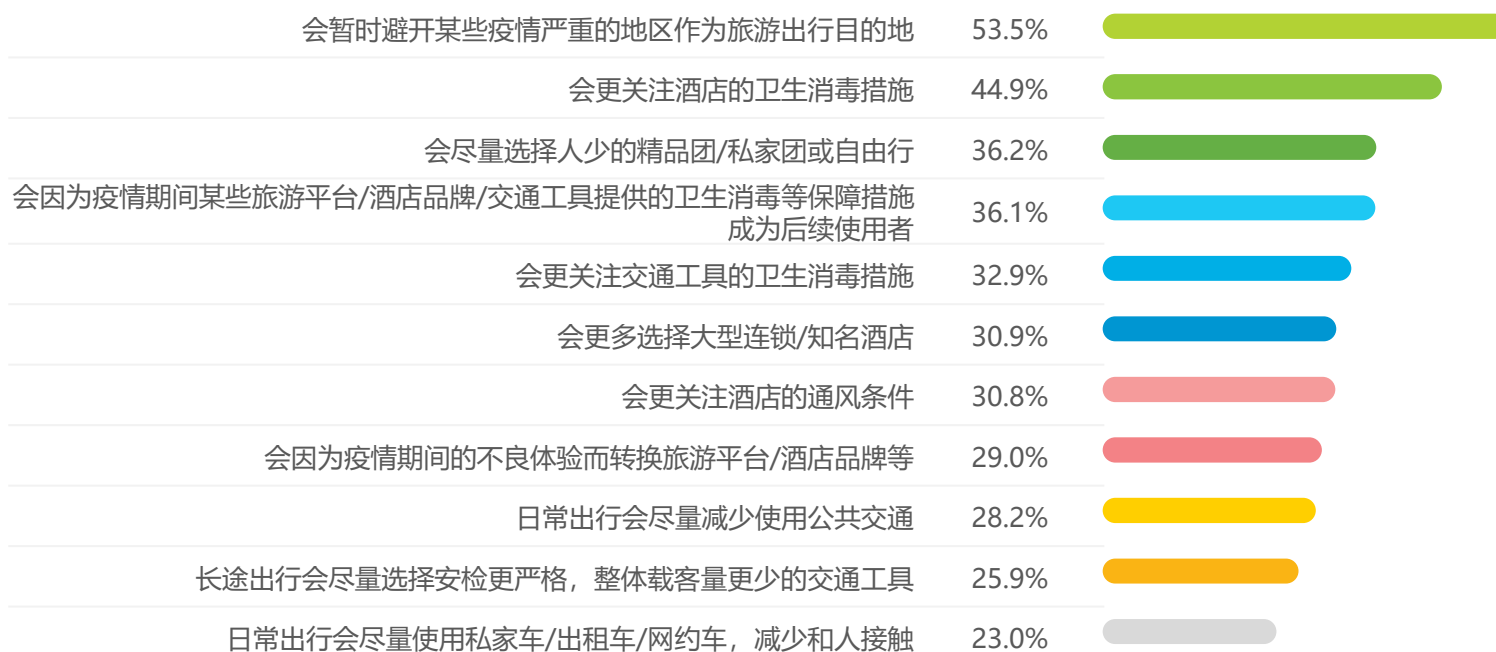 会暂时避开某些疫情严重的地区作为旅游出行目的地 53.5%
会更关注酒店的卫生消毒措施 44.9%
会尽量选择人少的精品团/私家团或自由行 36.2%
会因为疫情期间某些旅游平台/酒店品牌/交通工具提供的卫生消毒等保障措施
成为后续使用者 36.1%
会更关注交通工具的卫生消毒措施 32.9%
会更多选择大型连锁/知名酒店 30.9%
会更关注酒店的通风条件 30.8%
会因为疫情期间的不良体验而转换旅游平台/酒店品牌等 29.0%
日常出行会尽量减少使用公共交通 28.2%
长途出行会尽量选择安检更严格，整体载客量更少的交通工具 25.9%
日常出行会尽量使用私家车/出租车/网约车，减少和人接触 23.0%